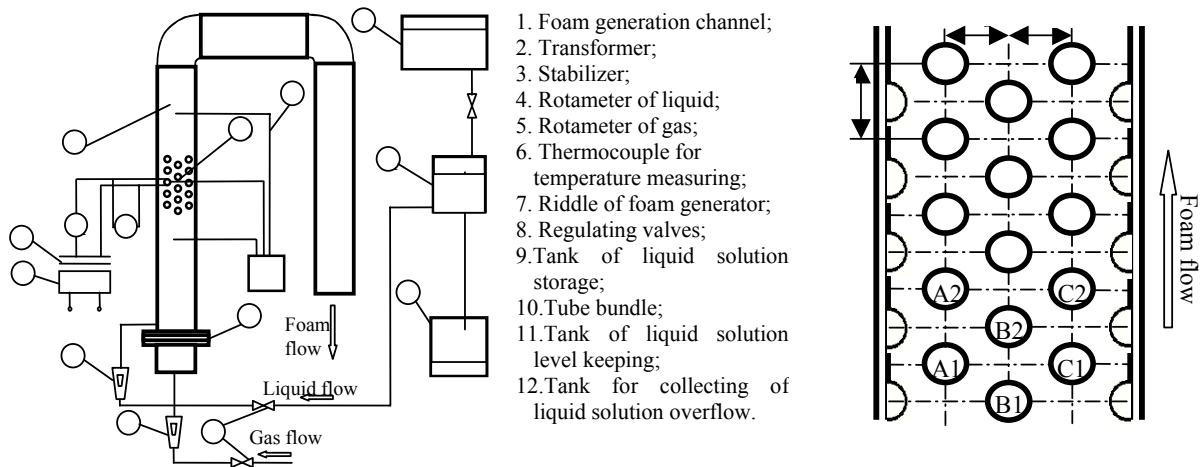 1. Foam generation channel;
2. Transformer;
3. Stabilizer;
4. Rotameter of liquid;
5. Rotameter of gas;
6. Thermocouple for
temperature measuring;
7. Riddle of foam generator;
8. Regulating valves;
9.Tank of liquid solution
storage;
10.Tube bundle;
11.Tank of liquid solution
level keeping;
12.Tank for collecting of
liquid solution overflow.
Foam
flow
Liquid flow
Gas flow
A2
C2
B2
A1
C1
B1
Foam flow